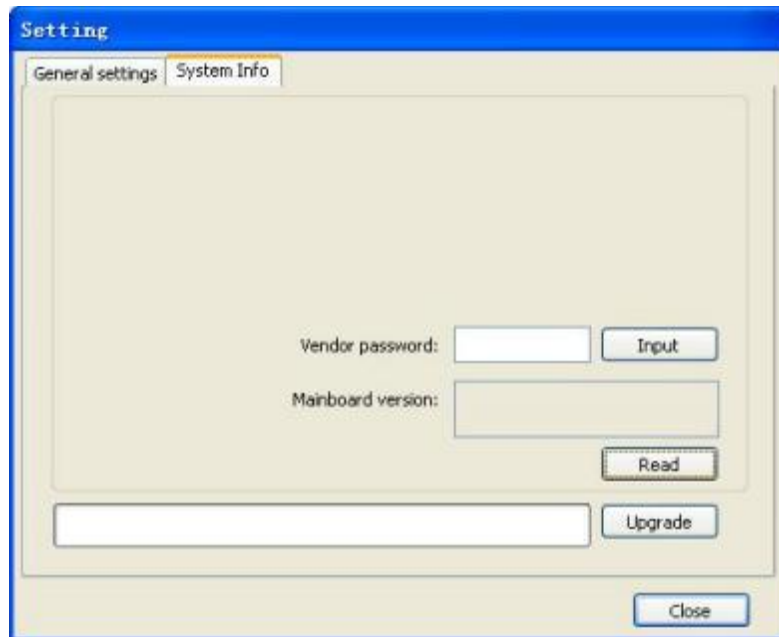 Setting
General settings System Info
Vendor password: Input
Mainboard version:
Read
Upgrade
Close